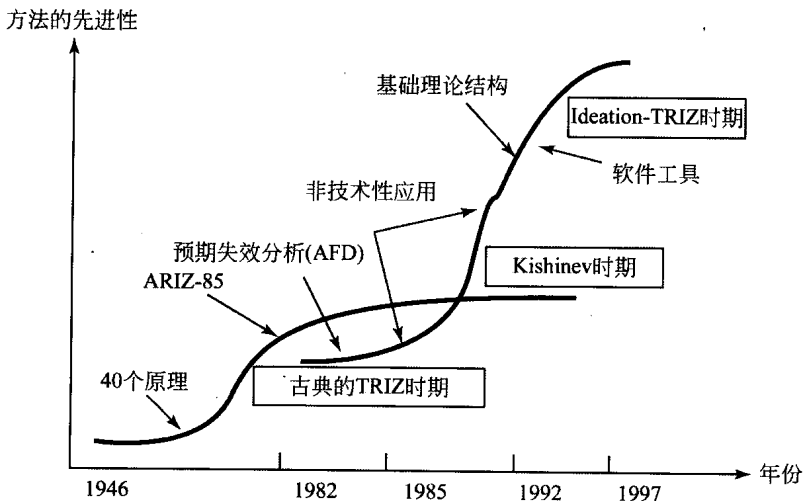 方法的先进性
基础理论结构
Ideation-TRIZ时期
软件工具
非技术性应用
预期失效分析(AFD)
Kishinev时期
ARIZ-85
40个原理
古典的TRIZ时期
年份
1946
1982
1985
1992
1997